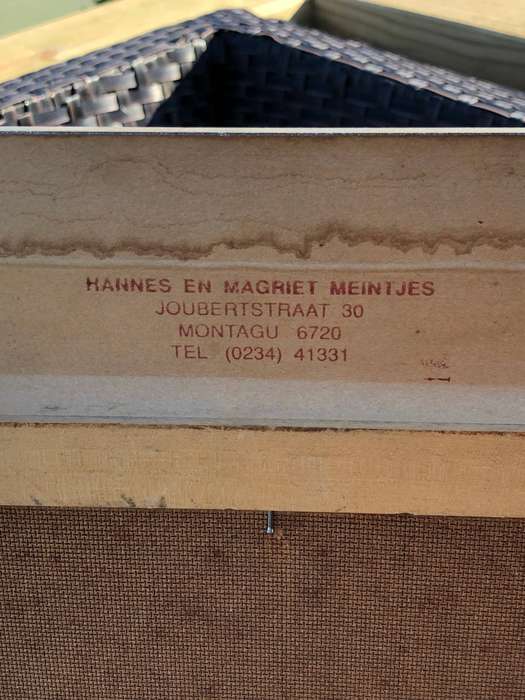 HANNES EN MAGRIET MEINTJES
JOUBERTSTRAAT 30
MONTAGU 6720
TEL (0234) 41331